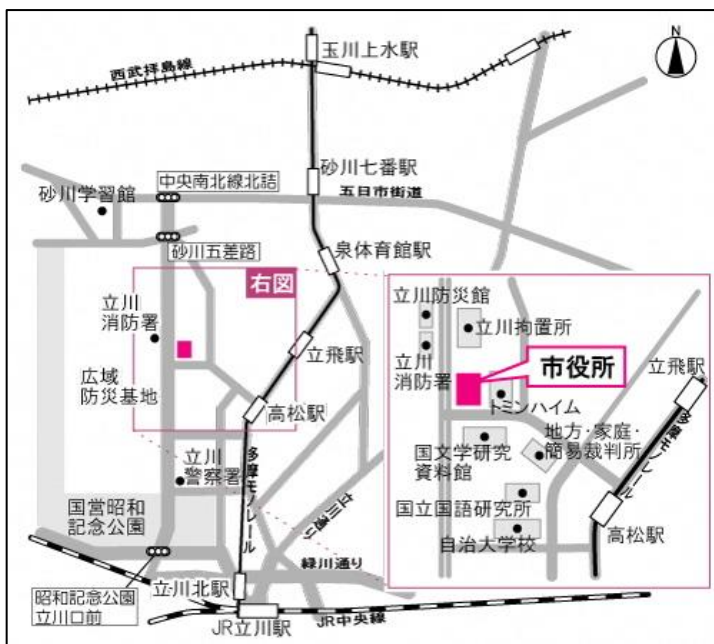 玉川上水駅
N
西武拝島線
砂川七番駅
中央南北線北詰
砂川学習館
五日市街道
砂川五差路
泉体育館駅
右図
立川
消防署
立飛駅
広域
防災基地
高松駅
立川
警察署
多摩モノレール
立川通り
国営昭和
記念公園
緑川通り
立川北駅
昭和記念公園
立川口前
JR立川駅
JR中央線
立川防災館
立川拘置所
立川
消防署
市役所
立飛駅
トミンハイム
地方・家庭・
簡易裁判所
国文学研究
資料館
多摩モノレール
国立国語研究所
高松駅
自治大学校